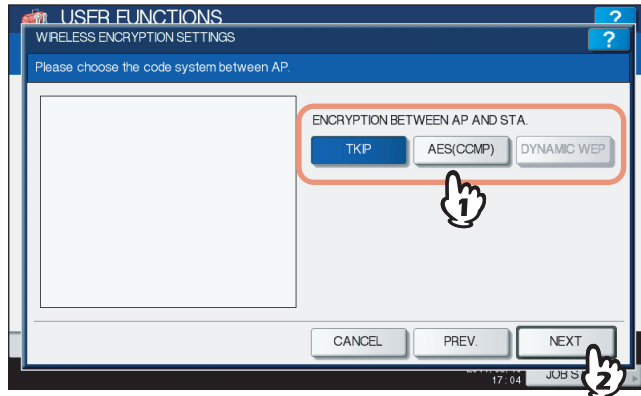 USER FUNCTIONS ?
WIRELESS ENCRYPTION SETTINGS ?
Please choose the code system between AP.
ENCRYPTION BETWEEN AP AND STA.
TKIP AES(CCMP) DYNAMIC WEP
1
CANCEL PREV. NEXT
17:04 JOB S
2